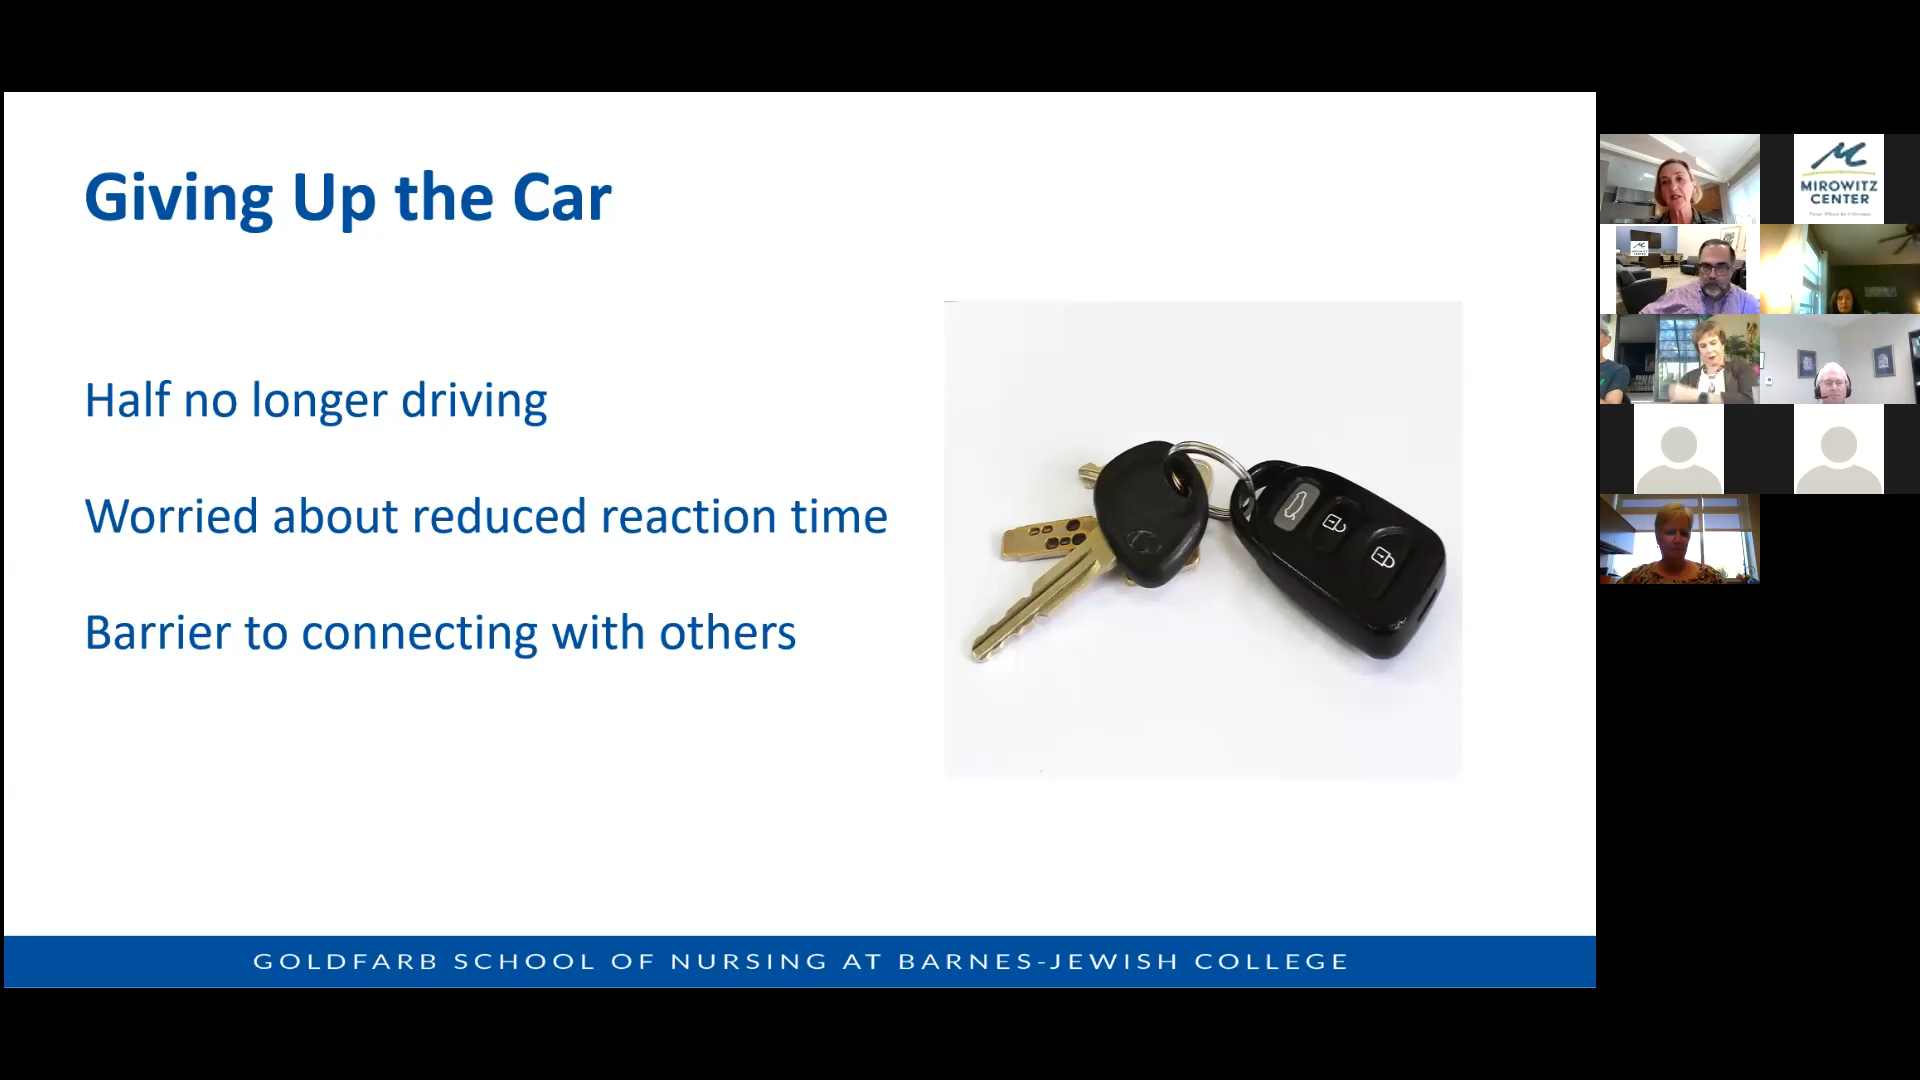 Giving Up the Car
Half no longer driving
Worried about reduced reaction time
Barrier to connecting with others
GOLDFARB SCHOOL OF NURSING AT BARNES-JEWISH COLLEGE
MIROWITZ
CENTER